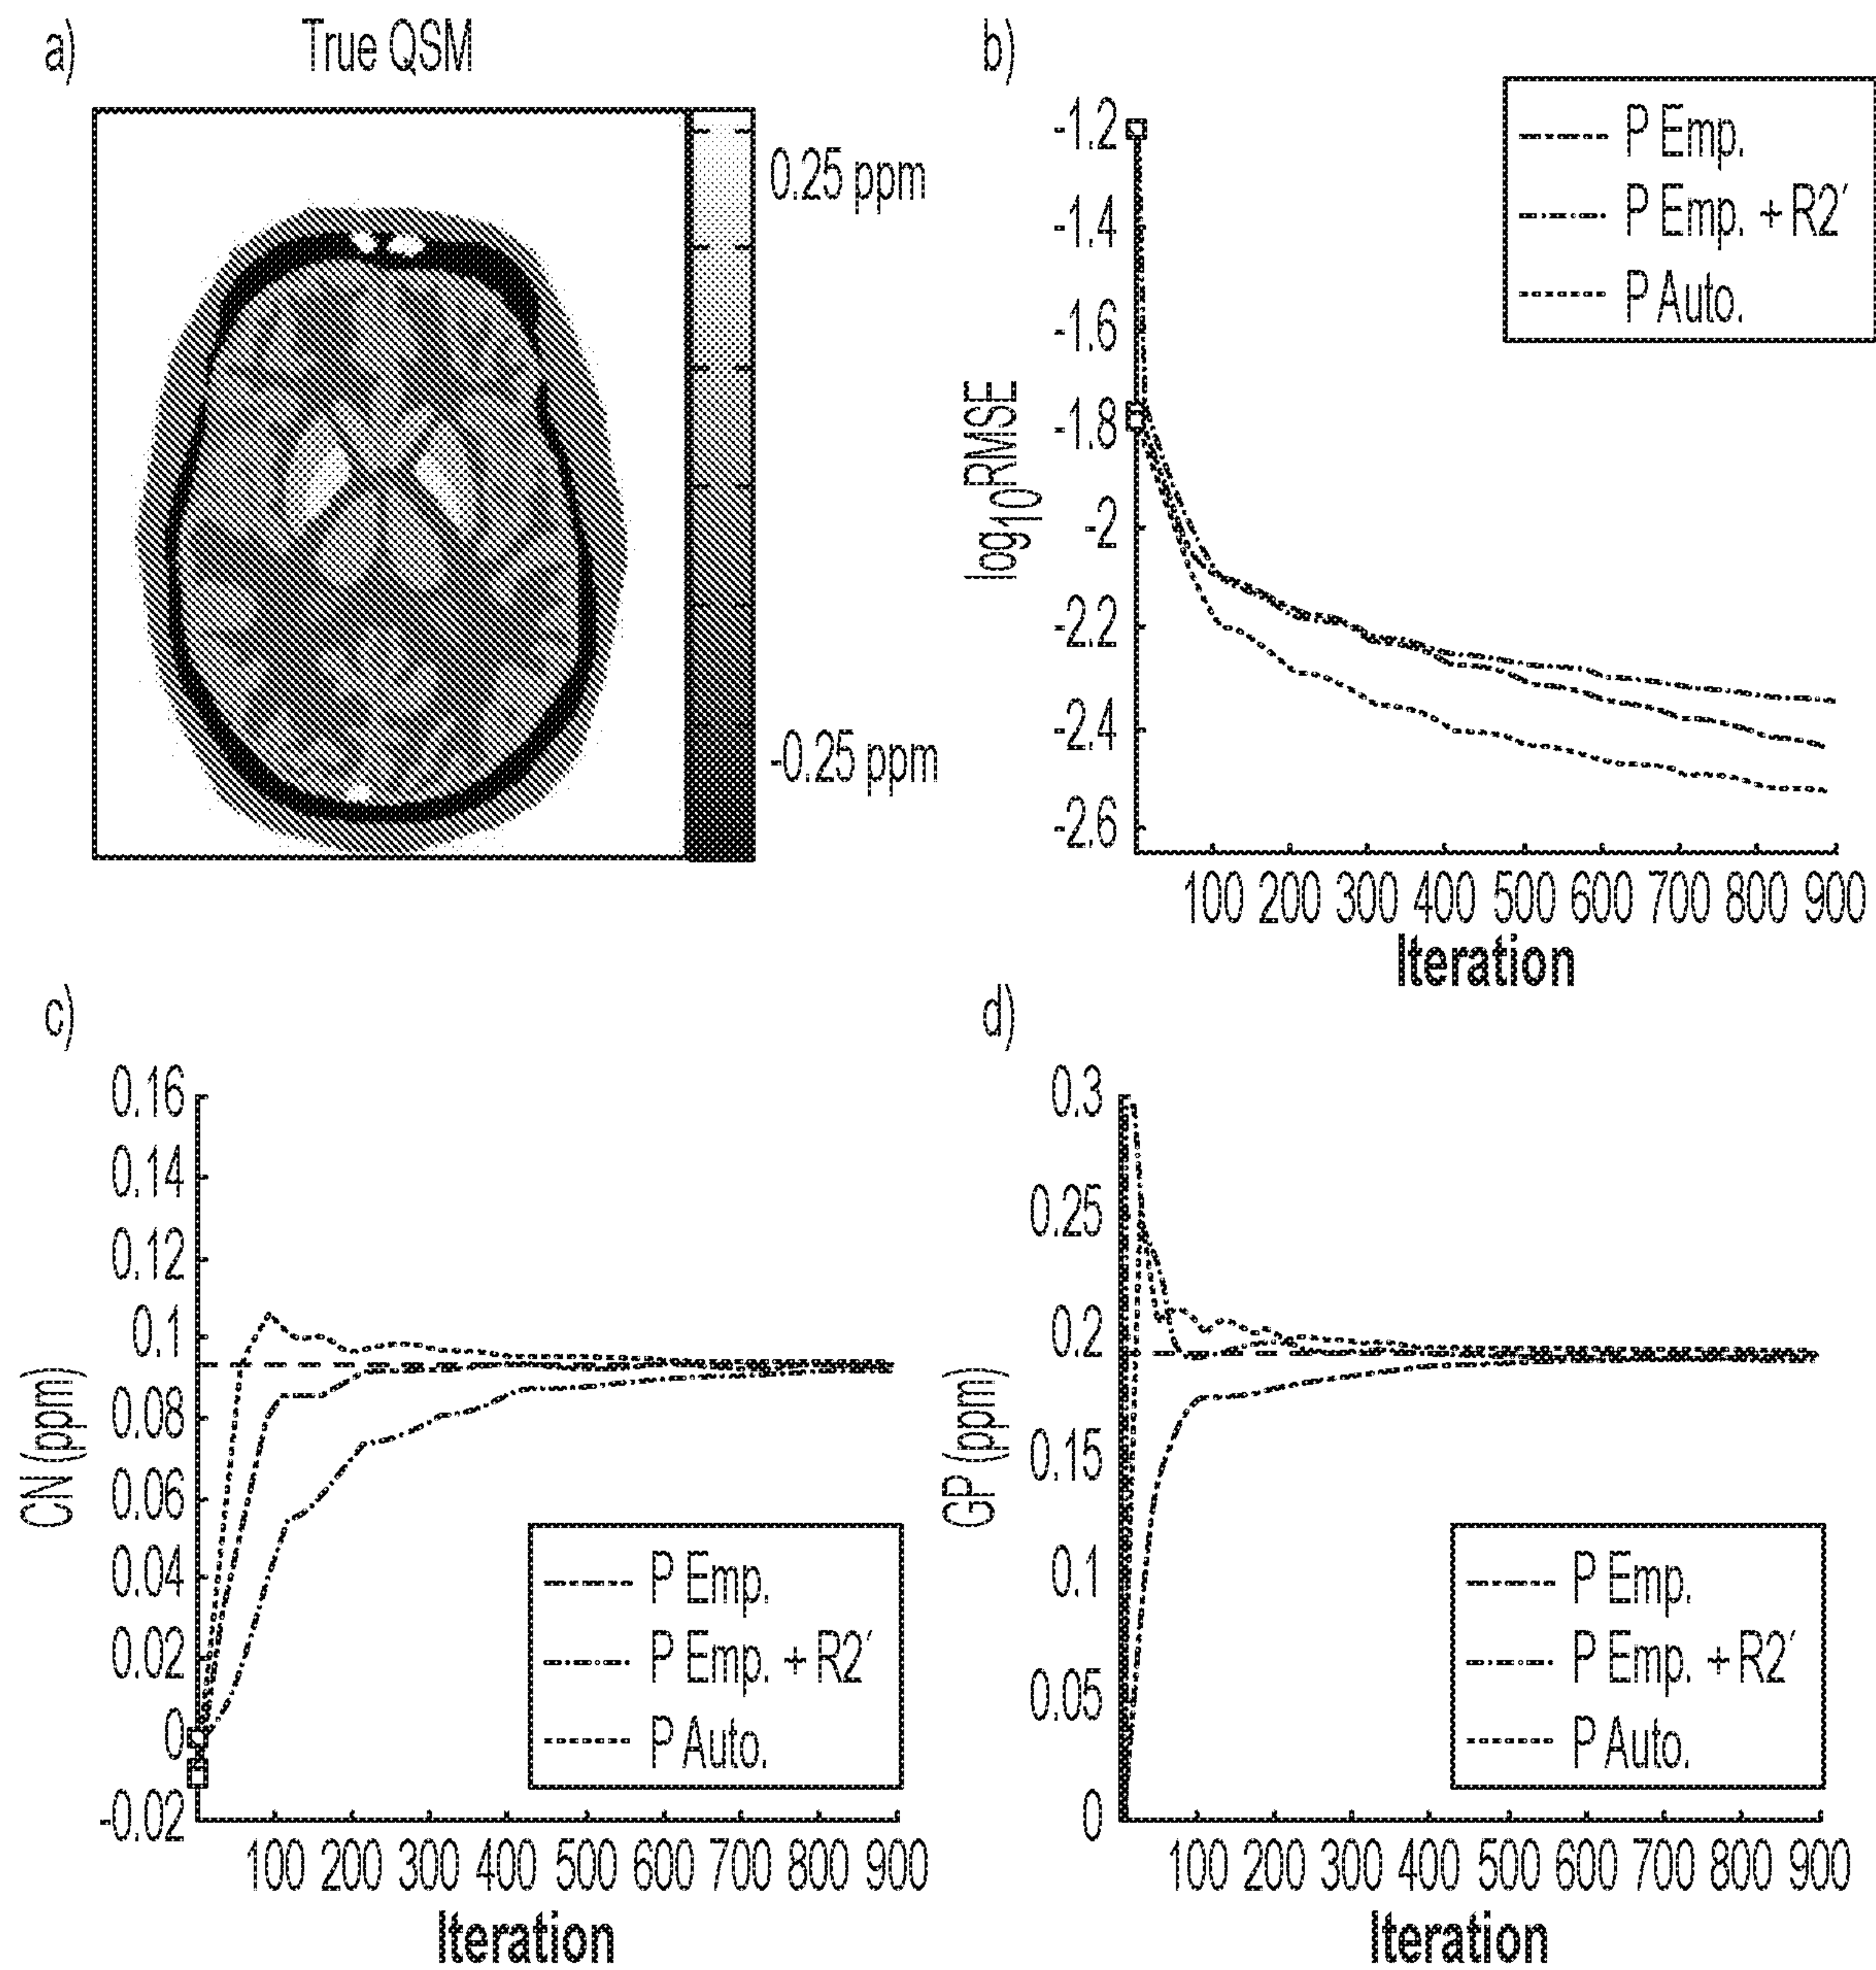 a)
True QSM
0.25 ppm
-0.25 ppm
b)
P Emp.
P Emp. + R2′
P Auto.
-1.2
-1.4
-1.6
-1.8
-2
-2.2
-2.4
-2.6
log10RMSE
100 200 300 400 500 600 700 800 900
Iteration
c)
0.16
0.14
0.12
0.1
0.08
0.06
0.04
0.02
0
-0.02
CN (ppm)
P Emp.
P Emp. + R2′
P Auto.
100 200 300 400 500 600 700 800 900
Iteration
d)
0.3
0.25
0.2
0.15
0.1
0.05
0
GP (ppm)
P Emp.
P Emp. + R2′
P Auto.
100 200 300 400 500 600 700 800 900
Iteration